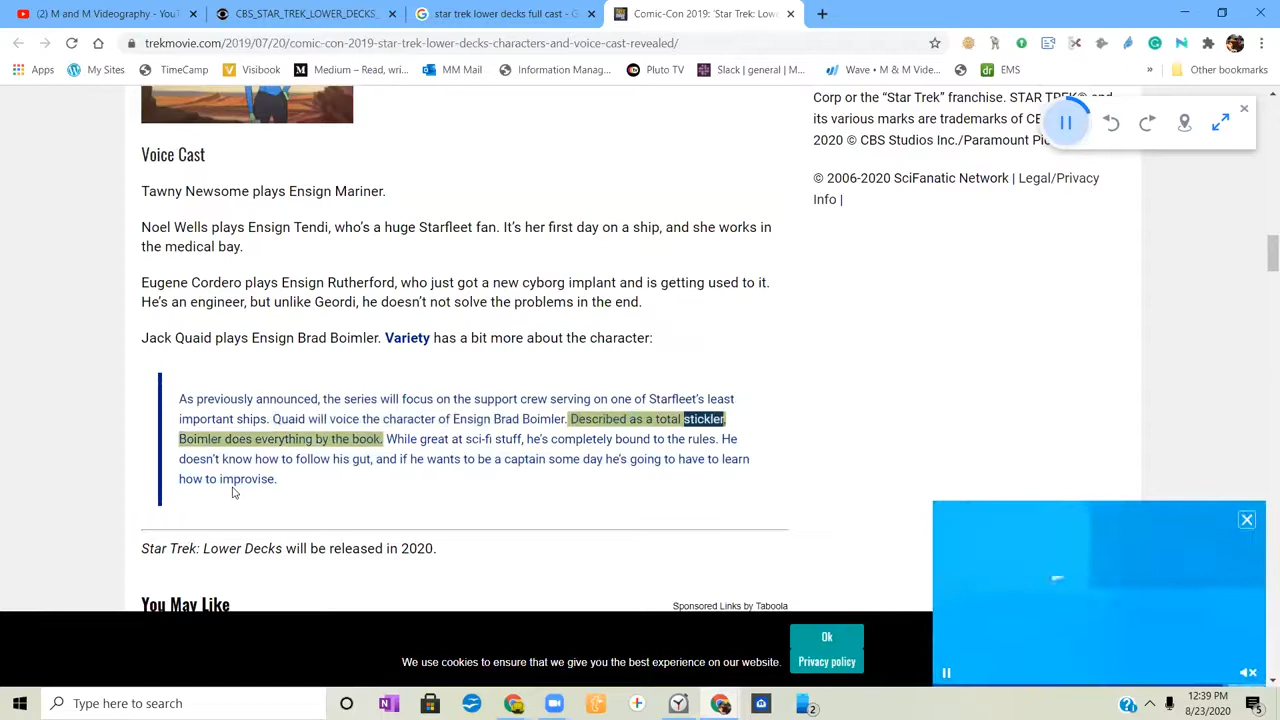 (2) M and M Videography - YouT
CBS_STAR_TREK_LOWER_DECKS_
star trek lower decks full cast - G
Comic-Con 2019: 'Star Trek: Low
trekmovie.com/2019/07/20/comic-con-2019-star-trek-lower-decks-characters-and-voice-cast-revealed/
Apps
My Sites
TimeCamp
Visibook
Medium – Read, wri...
MM Mail
Information Manag...
Pluto TV
Slack | general | M...
Wave • M & M Vide...
EMS
»
Other bookmarks
Corp or the “Star Trek” franchise. STAR TREK® and
its various marks are trademarks of CB
2020 © CBS Studios Inc./Paramount Pic
© 2006-2020 SciFanatic Network | Legal/Privacy
Info |
Voice Cast
Tawny Newsome plays Ensign Mariner.
Noel Wells plays Ensign Tendi, who’s a huge Starfleet fan. It’s her first day on a ship, and she works in
the medical bay.
Eugene Cordero plays Ensign Rutherford, who just got a new cyborg implant and is getting used to it.
He’s an engineer, but unlike Geordi, he doesn’t not solve the problems in the end.
Jack Quaid plays Ensign Brad Boimler. Variety has a bit more about the character:
As previously announced, the series will focus on the support crew serving on one of Starfleet’s least
important ships. Quaid will voice the character of Ensign Brad Boimler. Described as a total stickler,
Boimler does everything by the book. While great at sci-fi stuff, he’s completely bound to the rules. He
doesn’t know how to follow his gut, and if he wants to be a captain some day he’s going to have to learn
how to improvise.
Star Trek: Lower Decks will be released in 2020.
You May Like
Sponsored Links by Taboola
We use cookies to ensure that we give you the best experience on our website.
Ok
Privacy policy
Type here to search
2
12:39 PM
8/23/2020
5